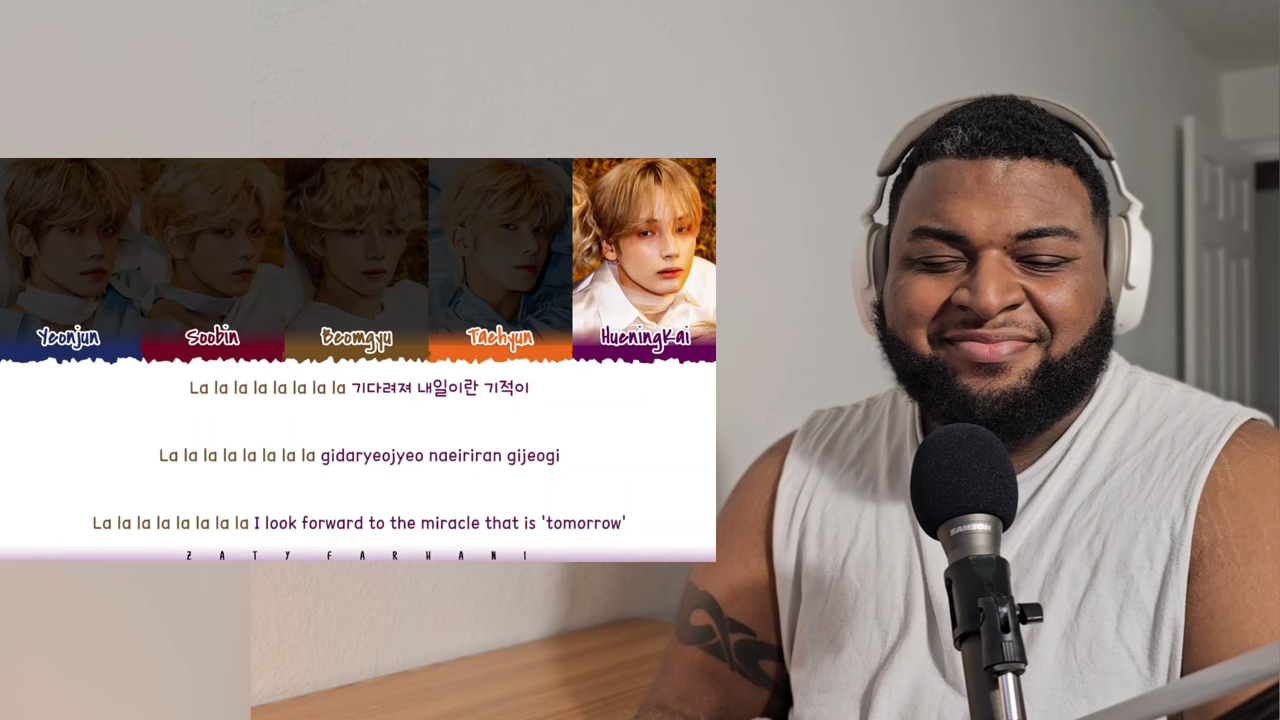 Yeonjun Soobin Beomgyu Taehyun HueningKai
La la la la la la la la 기다려져 내일이란 기적이
La la la la la la la la gidaryeojyeo naeiriran gijeogi
La la la la la la la la I look forward to the miracle that is 'tomorrow'
ZATY FARHANI
SAMSON